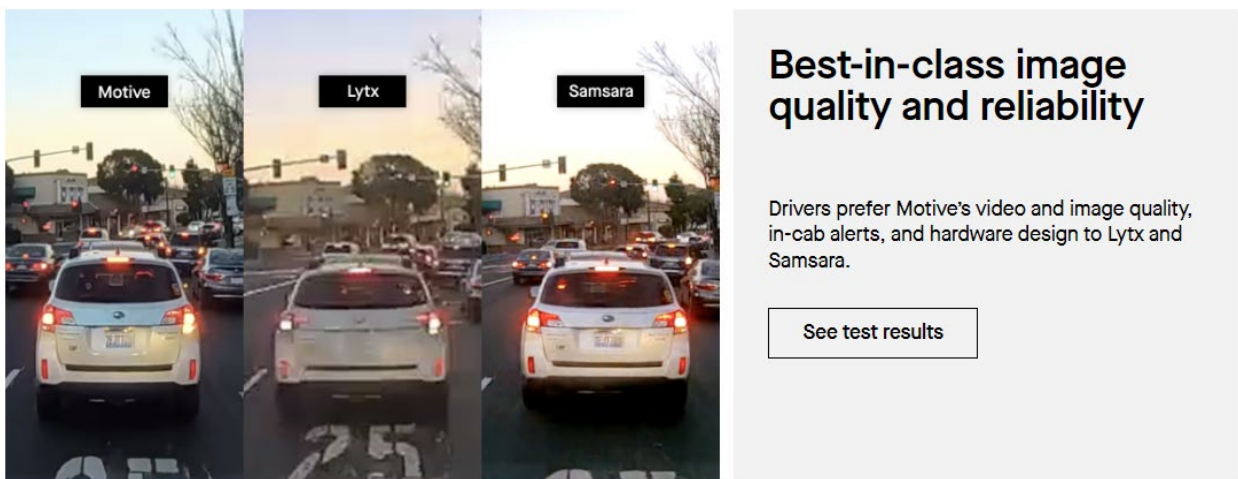 Motive
Lytx
Samsara
25
Best-in-class image
quality and reliability
Drivers prefer Motive's video and image quality,
in-cab alerts, and hardware design to Lytx and
Samsara.
See test results